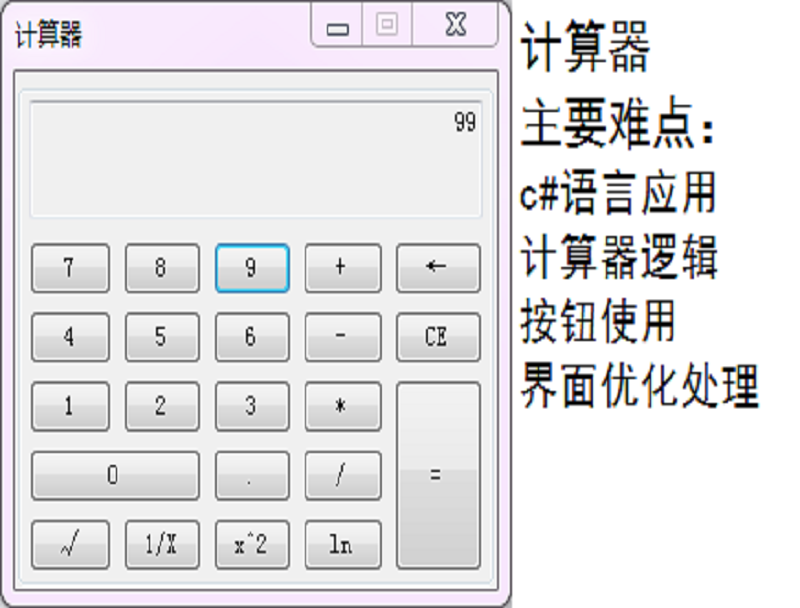 计算器
99
7 8 9 + ←
4 5 6 - CE
1 2 3 *
0 . / =
√ 1/X x^2 ln
计算器
主要难点：
c#语言应用
计算器逻辑
按钮使用
界面优化处理